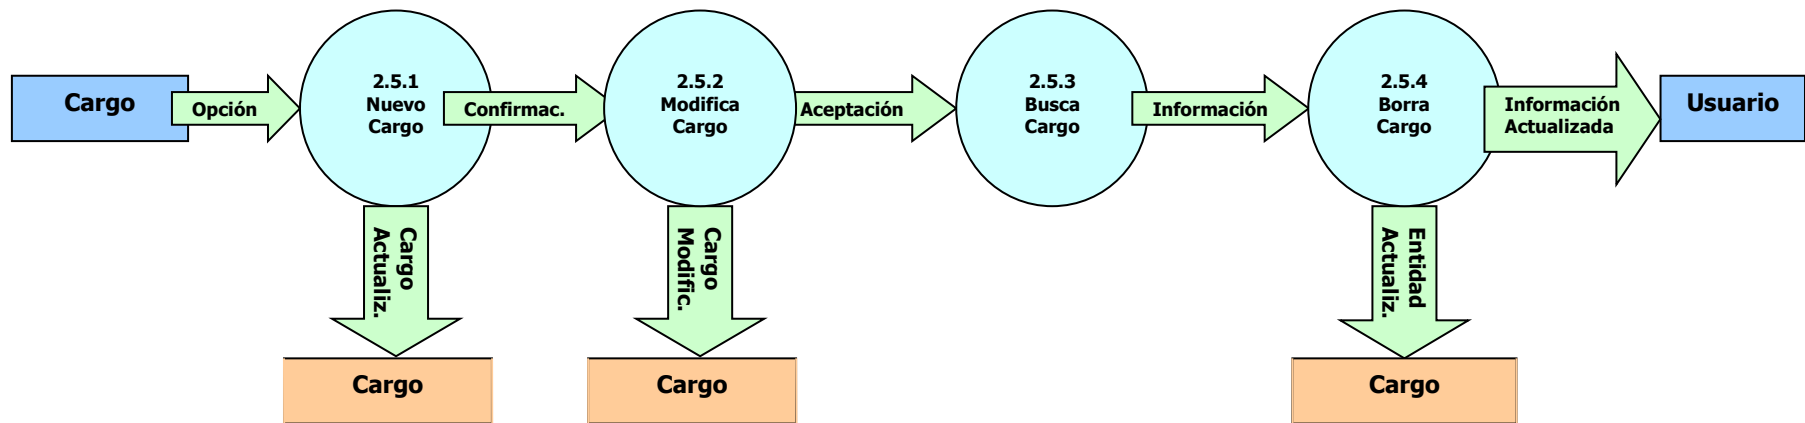 Cargo
Opción
2.5.1
Nuevo
Cargo
Confirmac.
2.5.2
Modifica
Cargo
Aceptación
2.5.3
Busca
Cargo
Información
2.5.4
Borra
Cargo
Información
Actualizada
Usuario
Cargo
Actualiz.
Cargo
Modific.
Entidad
Actualiz.
Cargo
Cargo
Cargo